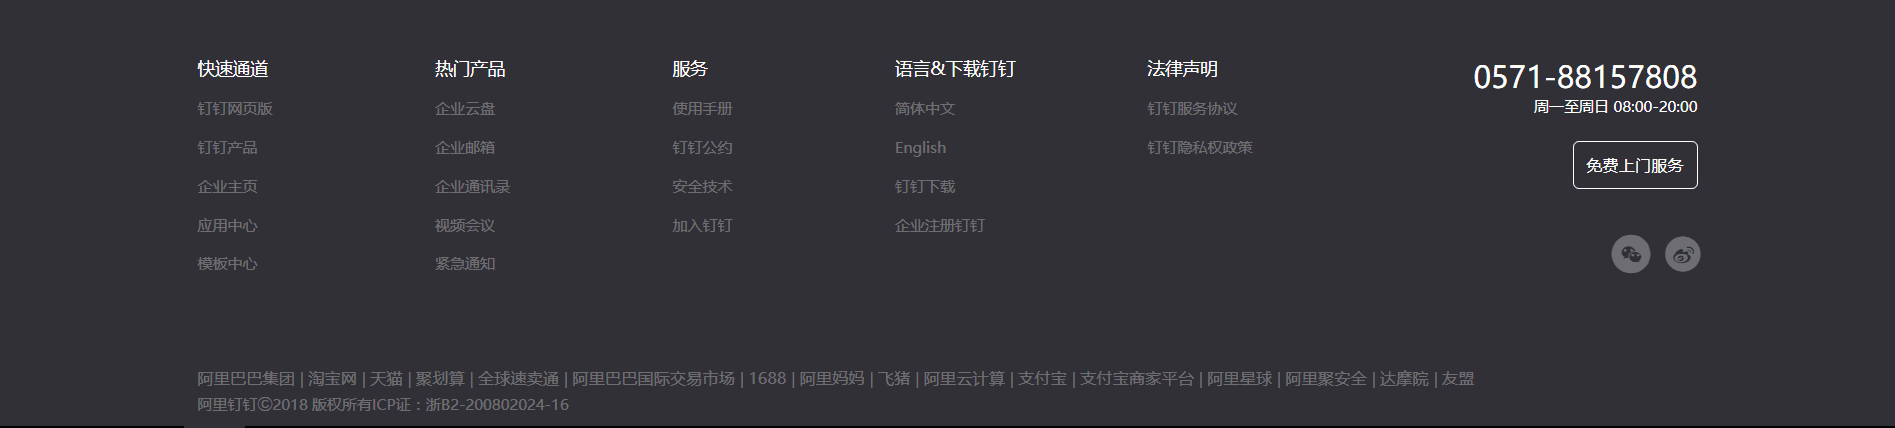 快速通道
钉钉网页版
钉钉产品
企业主页
应用中心
模板中心
热门产品
企业云盘
企业邮箱
企业通讯录
视频会议
紧急通知
服务
使用手册
钉钉公约
安全技术
加入钉钉
语言&下载钉钉
简体中文
English
钉钉下载
企业注册钉钉
法律声明
钉钉服务协议
钉钉隐私权政策
0571-88157808
周一至周日 08:00-20:00
免费上门服务
阿里巴巴集团 | 淘宝网 | 天猫 | 聚划算 | 全球速卖通 | 阿里巴巴国际交易市场 | 1688 | 阿里妈妈 | 飞猪 | 阿里云计算 | 支付宝 | 支付宝商家平台 | 阿里星球 | 阿里聚安全 | 达摩院 | 友盟
阿里钉钉©2018 版权所有ICP证：浙B2-200802024-16